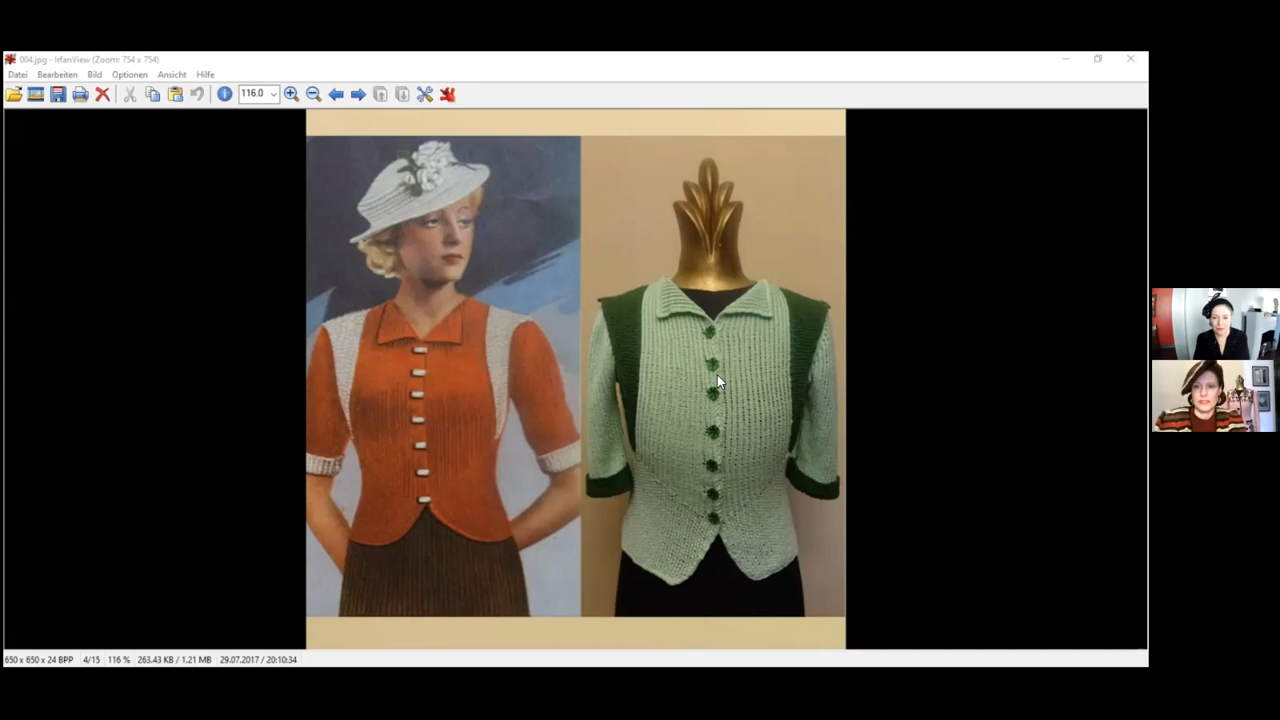 004.jpg - IrfanView (Zoom: 754 x 754)
Datei Bearbeiten Bild Optionen Ansicht Hilfe
116.0
650 x 650 x 24 BPP 4/15 116 % 263.43 KB / 1.21 MB 29.07.2017 / 20:10:34